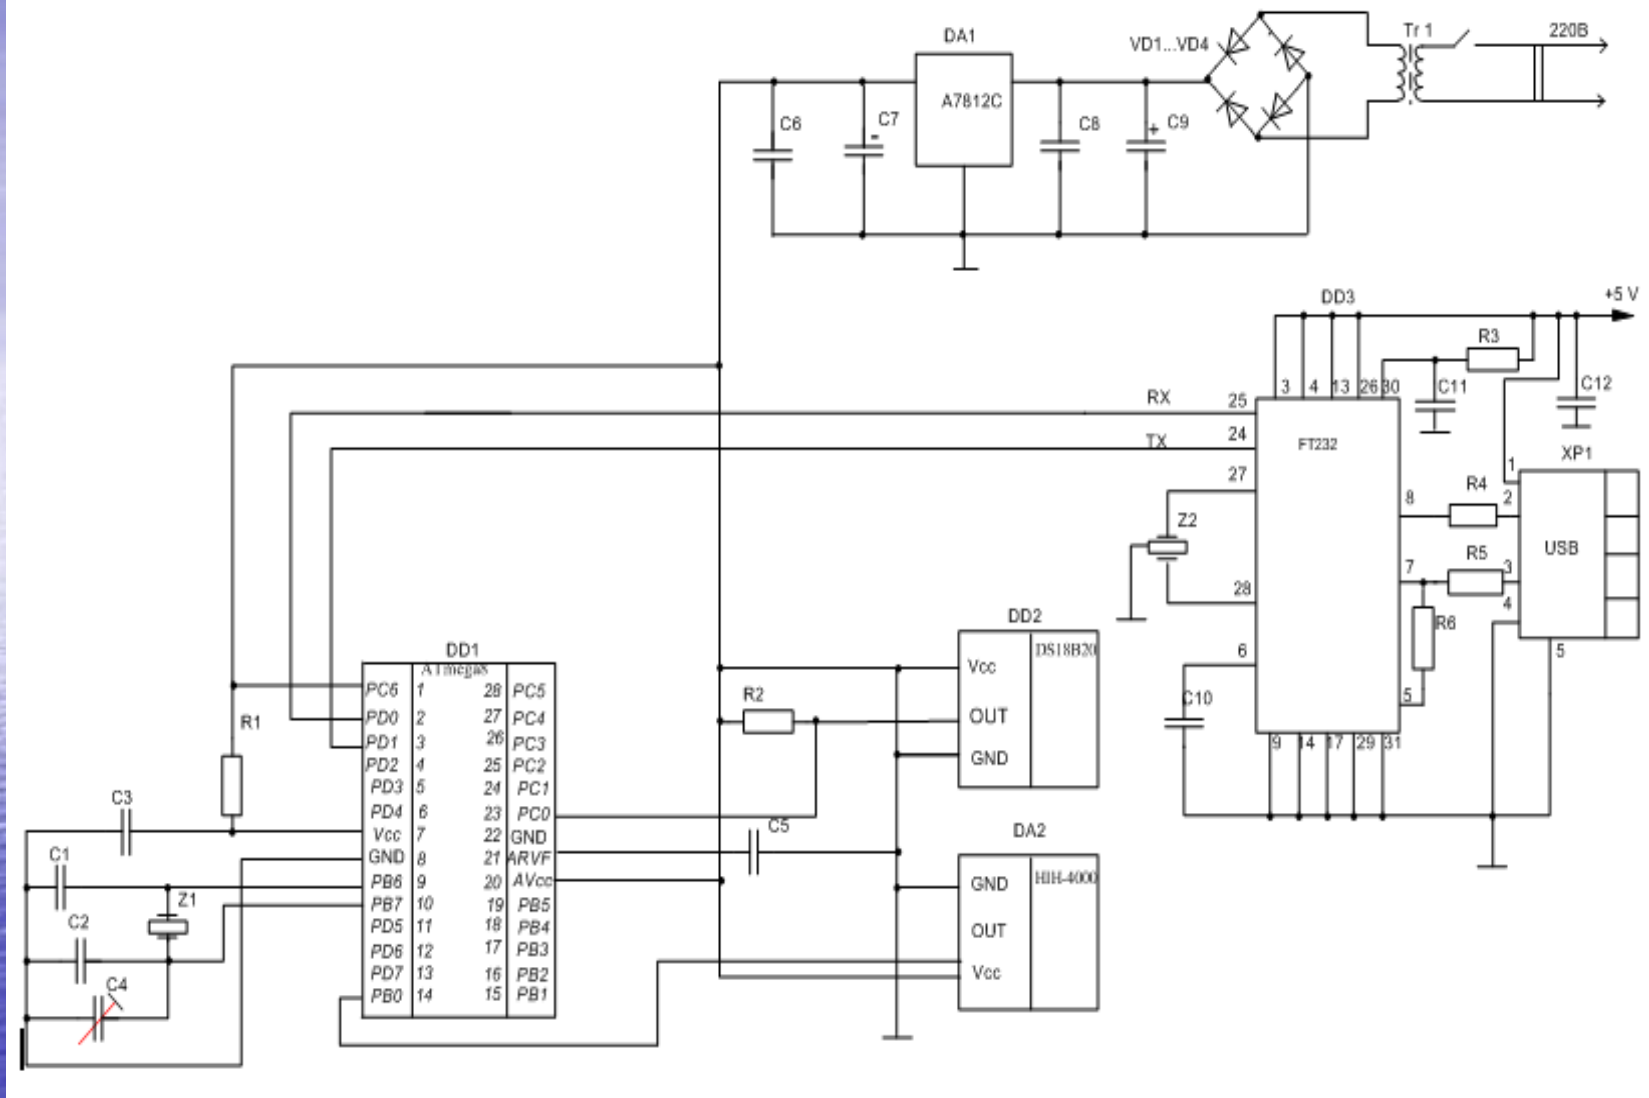 DA1
A7812C
VD1...VD4
Tr 1
220В
C6
C7
-
C8
+
C9
DD3
+5 V
R3
3
4
13
26
30
C11
C12
RX
25
TX
24
FT232
27
Z2
28
6
C10
8
R4
7
R5
R6
5
XP1
1
2
3
4
5
USB
9
14
17
29
31
DD2
DS18B20
Vcc
OUT
GND
R2
DA2
HIH-4000
GND
OUT
Vcc
C5
DD1
ATmega8
PC6 1 28 PC5
PD0 2 27 PC4
PD1 3 26 PC3
PD2 4 25 PC2
PD3 5 24 PC1
PD4 6 23 PC0
Vcc 7 22 GND
GND 8 21 ARVF
PB6 9 20 AVcc
PB7 10 19 PB5
PD5 11 18 PB4
PD6 12 17 PB3
PD7 13 16 PB2
PB0 14 15 PB1
R1
C3
C1
Z1
C2
C4